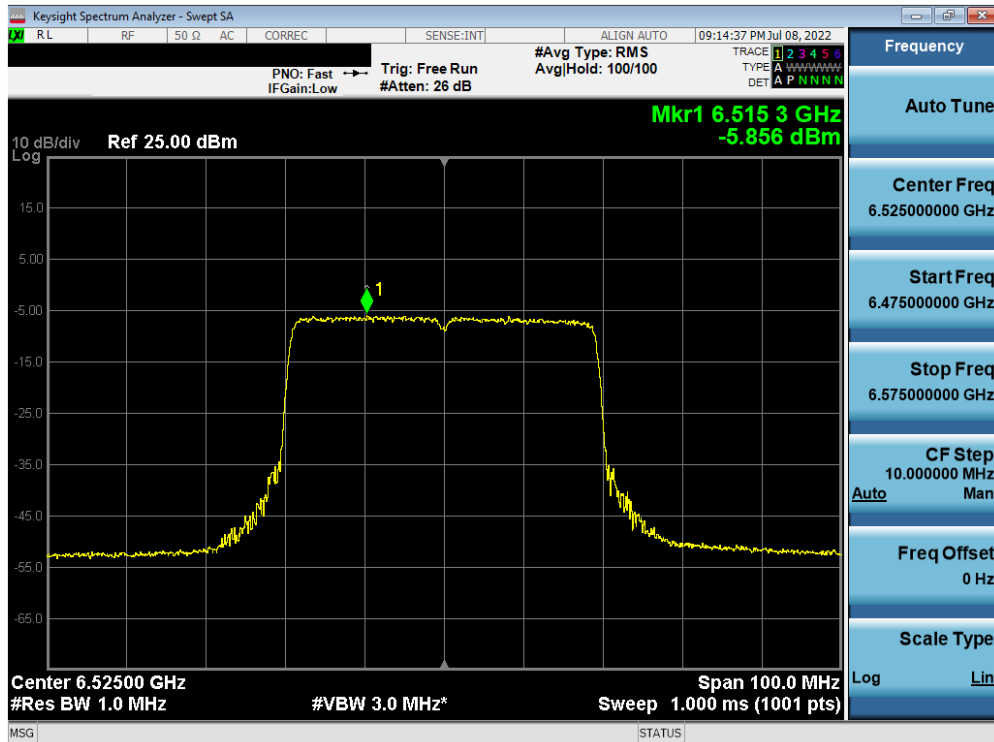 Keysight Spectrum Analyzer - Swept SA
LXI RL RF 50 Ω AC CORREC SENSE:INT ALIGN AUTO 09:14:37 PM Jul 08, 2022
Frequency
PNO: Fast Trig: Free Run #Avg Type: RMS TRACE 1 2 3 4 5 6
IFGain:Low #Atten: 26 dB Avg|Hold: 100/100 TYPE A WWWWW
DET A P N N N N
Auto Tune
Mkr1 6.515 3 GHz
-5.856 dBm
10 dB/div Ref 25.00 dBm
Log
Center Freq
6.525000000 GHz
15.0
5.00
Start Freq
6.475000000 GHz
1
-5.00
-15.0
Stop Freq
6.575000000 GHz
-25.0
-35.0
CF Step
10.000000 MHz
Auto Man
-45.0
-55.0
Freq Offset
0 Hz
-65.0
Scale Type
Log Lin
Center 6.52500 GHz Span 100.0 MHz
#Res BW 1.0 MHz #VBW 3.0 MHz* Sweep 1.000 ms (1001 pts)
MSG STATUS